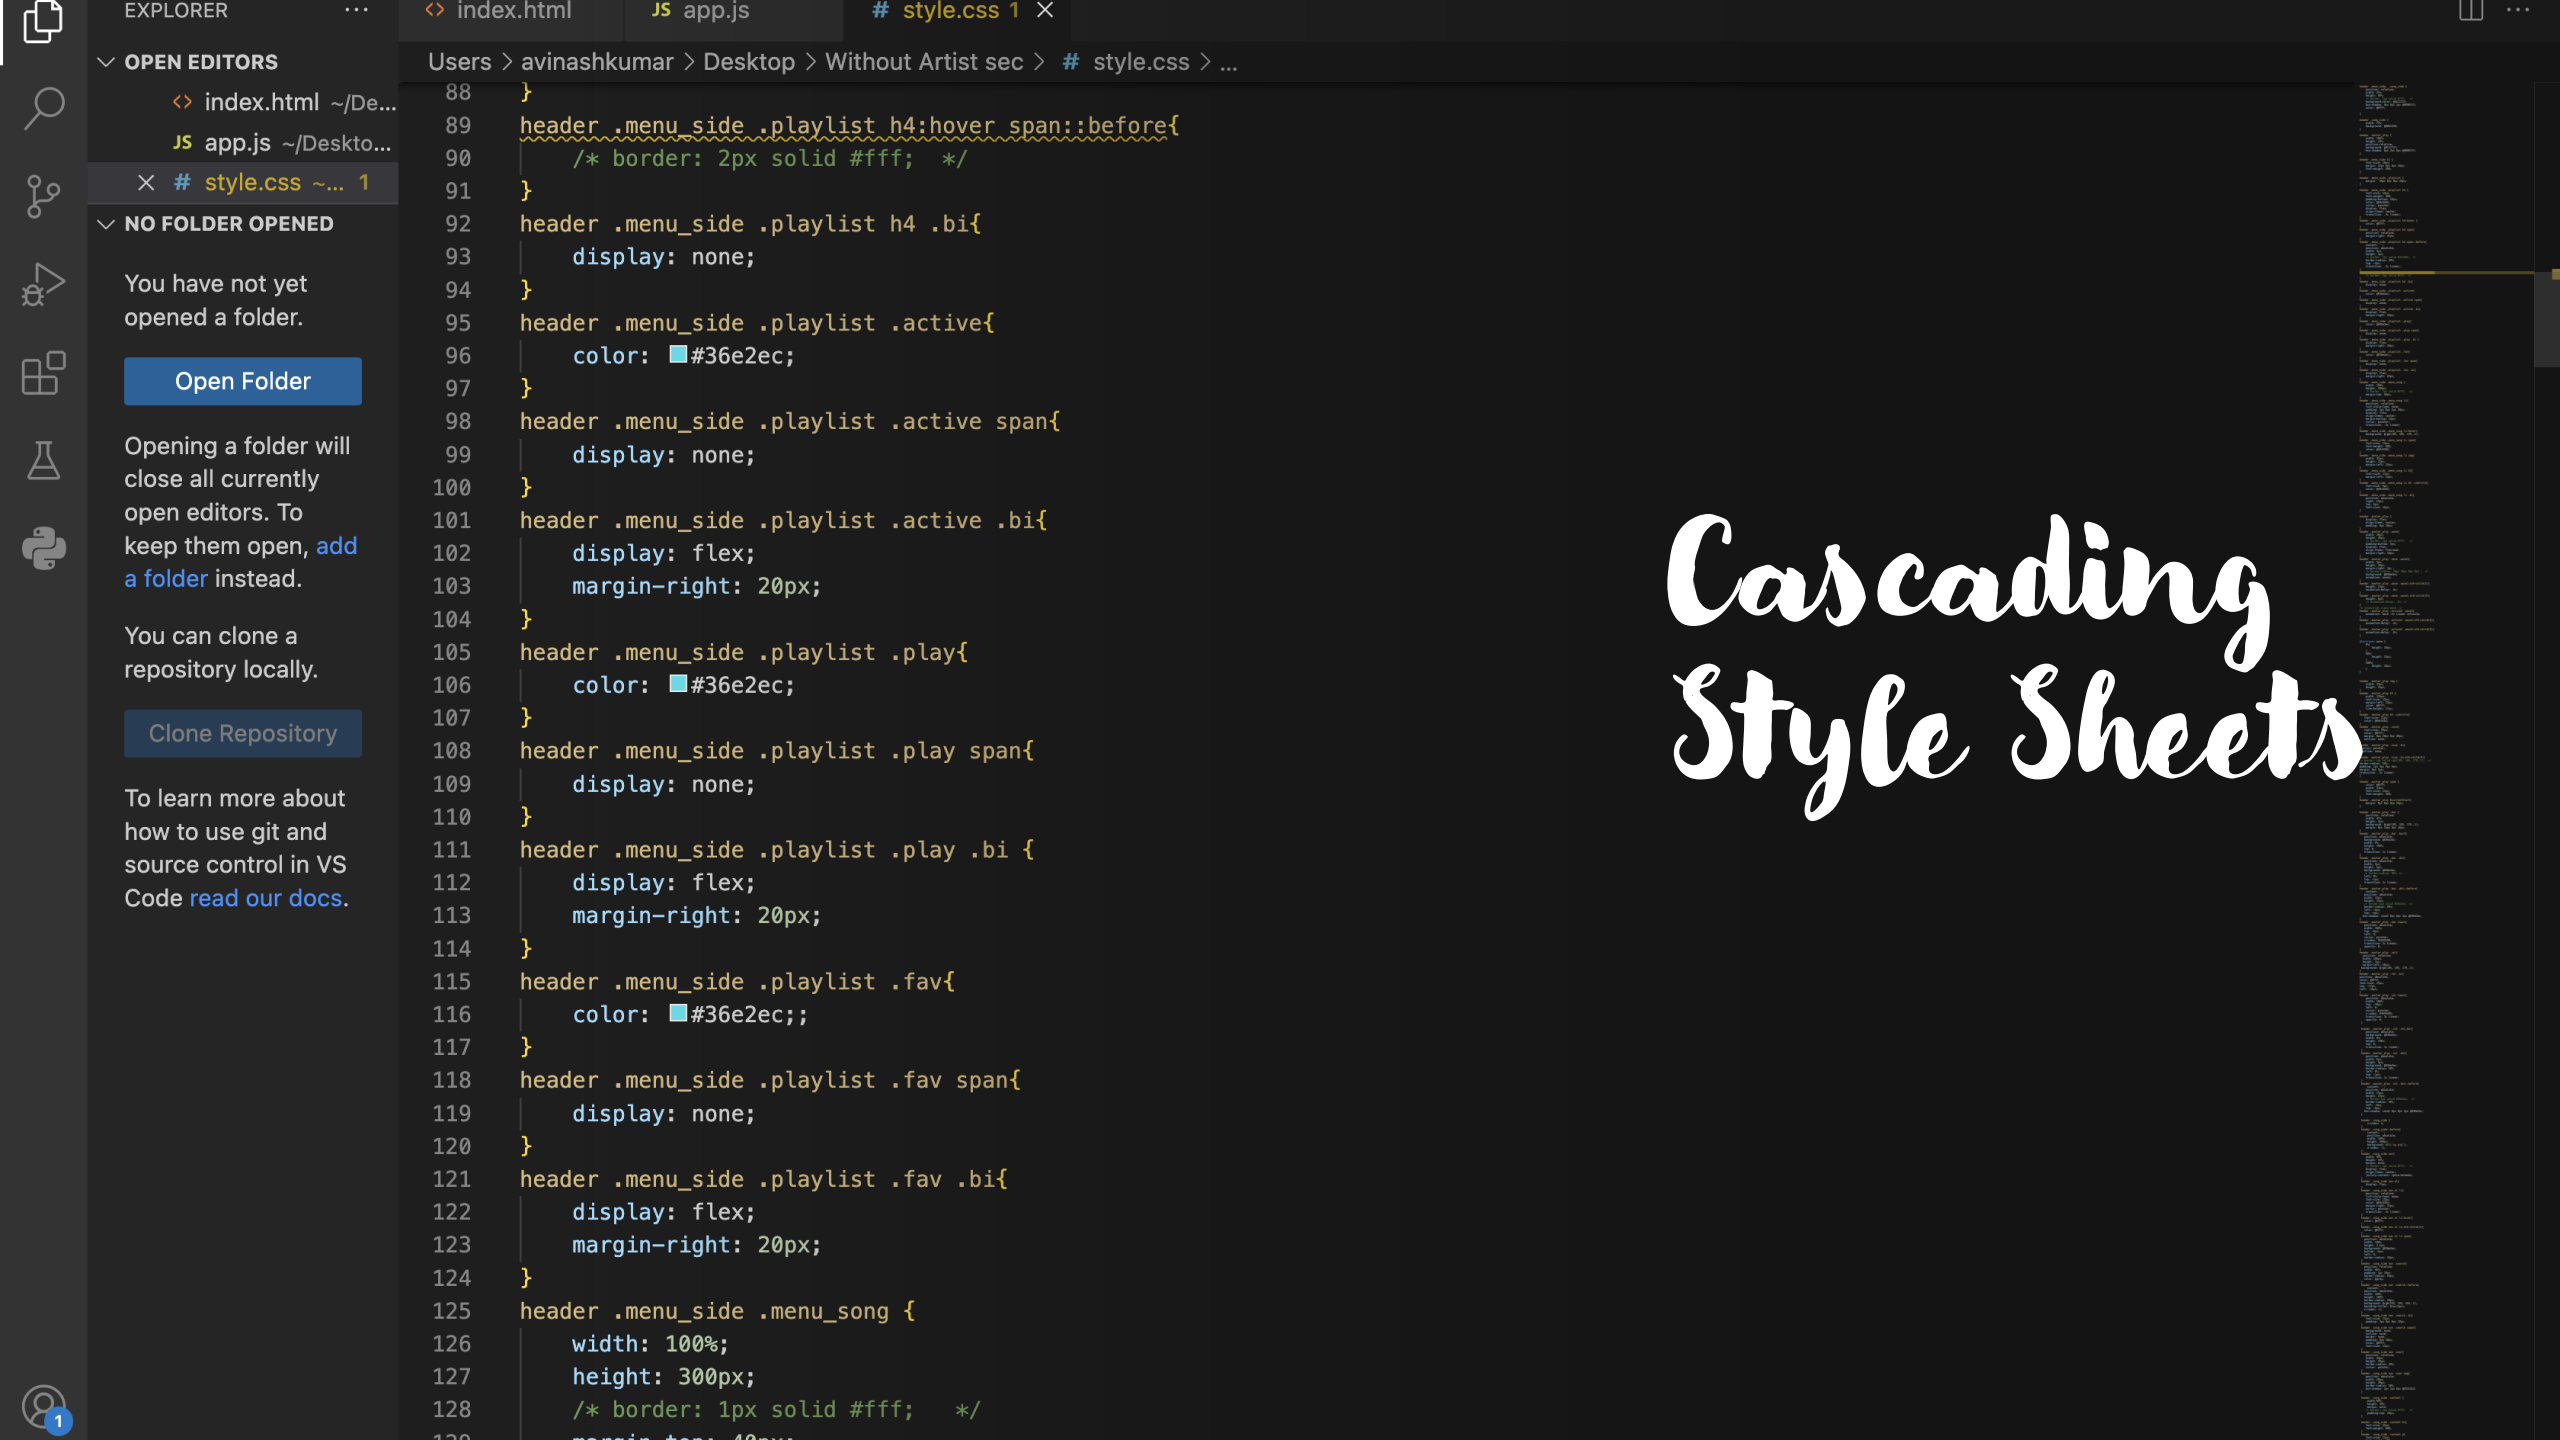 EXPLORER ...
<> index.html
JS app.js
# style.css 1 ×
OPEN EDITORS
<> index.html ~/De...
JS app.js ~/Deskto...
× # style.css ~... 1
NO FOLDER OPENED
You have not yet
opened a folder.
Open Folder
Opening a folder will
close all currently
open editors. To
keep them open, add
a folder instead.
You can clone a
repository locally.
Clone Repository
To learn more about
how to use git and
source control in VS
Code read our docs.
1
Users > avinashkumar > Desktop > Without Artist sec > # style.css > ...
88 }
89 header .menu_side .playlist h4:hover span::before{
90 /* border: 2px solid #fff;  */
91 }
92 header .menu_side .playlist h4 .bi{
93 display: none;
94 }
95 header .menu_side .playlist .active{
96 color: #36e2ec;
97 }
98 header .menu_side .playlist .active span{
99 display: none;
100 }
101 header .menu_side .playlist .active .bi{
102 display: flex;
103 margin-right: 20px;
104 }
105 header .menu_side .playlist .play{
106 color: #36e2ec;
107 }
108 header .menu_side .playlist .play span{
109 display: none;
110 }
111 header .menu_side .playlist .play .bi {
112 display: flex;
113 margin-right: 20px;
114 }
115 header .menu_side .playlist .fav{
116 color: #36e2ec;;
117 }
118 header .menu_side .playlist .fav span{
119 display: none;
120 }
121 header .menu_side .playlist .fav .bi{
122 display: flex;
123 margin-right: 20px;
124 }
125 header .menu_side .menu_song {
126 width: 100%;
127 height: 300px;
128 /* border: 1px solid #fff;   */
Cascading
Style Sheets